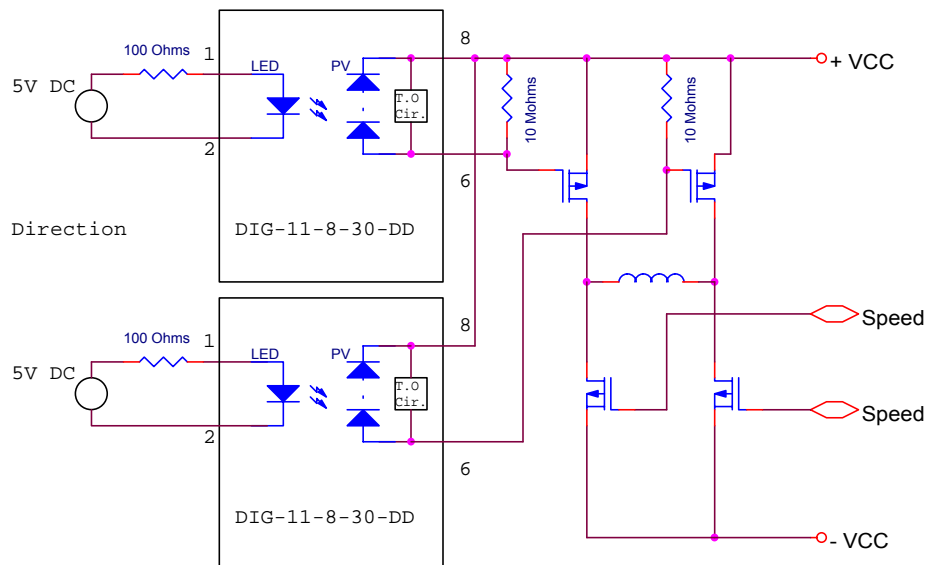 100 Ohms
1
8
5V DC
LED
PV
T.O
Cir.
10 Mohms
10 Mohms
+ VCC
2
6
Direction
DIG-11-8-30-DD
100 Ohms
1
8
Speed
5V DC
LED
PV
T.O
Cir.
Speed
2
6
DIG-11-8-30-DD
- VCC